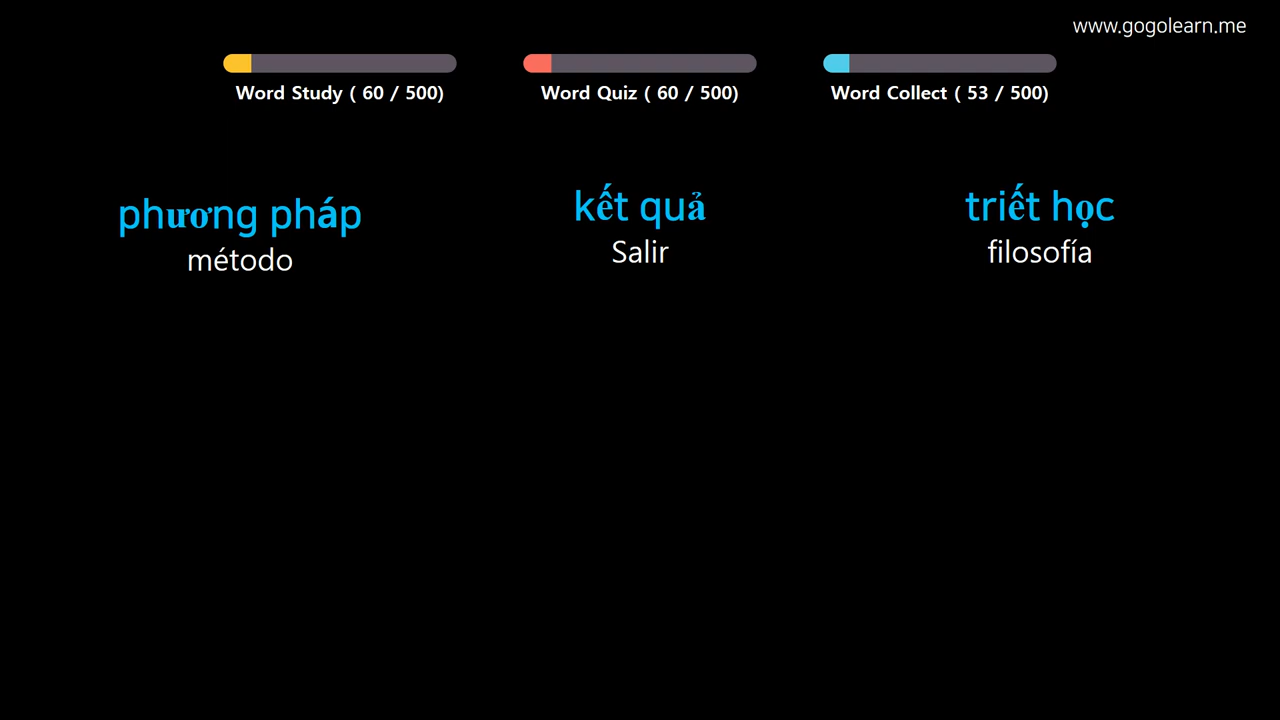 www.gogolearn.me
Word Study ( 60 / 500)
Word Quiz ( 60 / 500)
Word Collect ( 53 / 500)
phương pháp
método
kết quả
Salir
triết học
filosofía